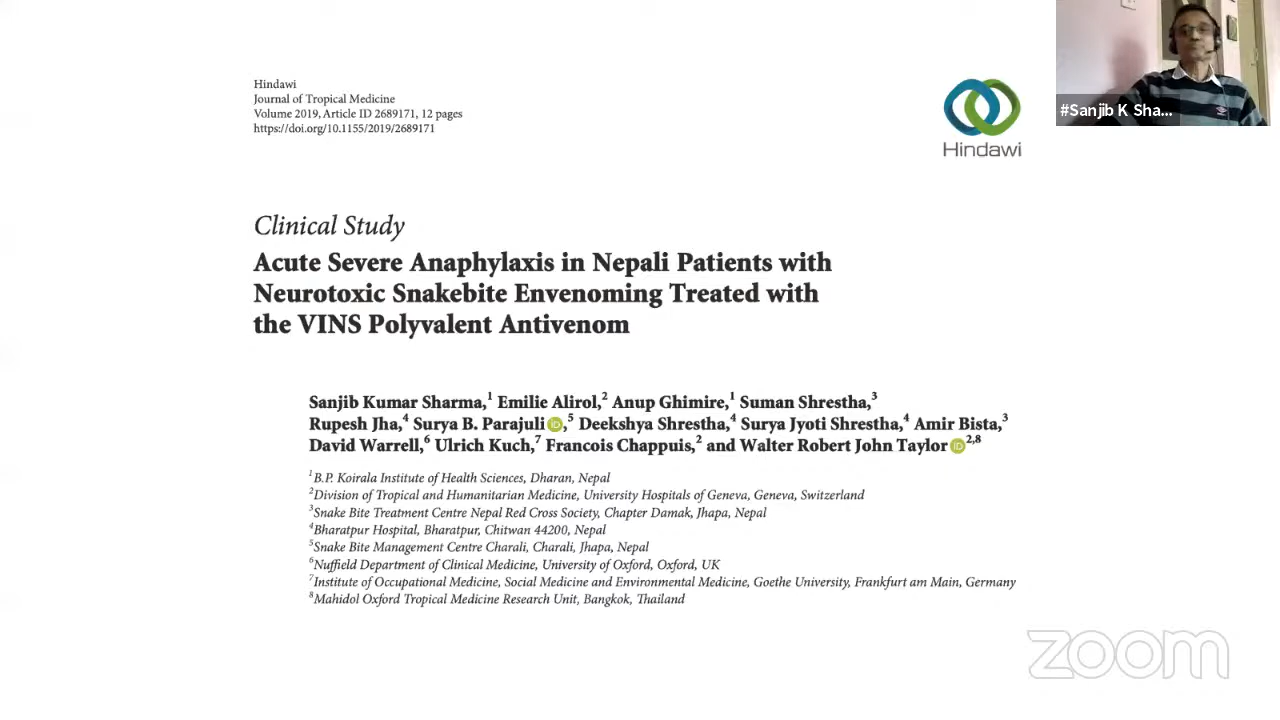 Hindawi
Journal of Tropical Medicine
Volume 2019, Article ID 2689171, 12 pages
https://doi.org/10.1155/2019/2689171
Hindawi
#Sanjib K Sha...
Clinical Study
Acute Severe Anaphylaxis in Nepali Patients with
Neurotoxic Snakebite Envenoming Treated with
the VINS Polyvalent Antivenom
Sanjib Kumar Sharma,1 Emilie Alirol,2 Anup Ghimire,1 Suman Shrestha,3
Rupesh Jha,4 Surya B. Parajuli iD,5 Deekshya Shrestha,4 Surya Jyoti Shrestha,4 Amir Bista,3
David Warrell,6 Ulrich Kuch,7 Francois Chappuis,2 and Walter Robert John Taylor iD 2,8
1B.P. Koirala Institute of Health Sciences, Dharan, Nepal
2Division of Tropical and Humanitarian Medicine, University Hospitals of Geneva, Geneva, Switzerland
3Snake Bite Treatment Centre Nepal Red Cross Society, Chapter Damak, Jhapa, Nepal
4Bharatpur Hospital, Bharatpur, Chitwan 44200, Nepal
5Snake Bite Management Centre Charali, Charali, Jhapa, Nepal
6Nuffield Department of Clinical Medicine, University of Oxford, Oxford, UK
7Institute of Occupational Medicine, Social Medicine and Environmental Medicine, Goethe University, Frankfurt am Main, Germany
8Mahidol Oxford Tropical Medicine Research Unit, Bangkok, Thailand
zoom